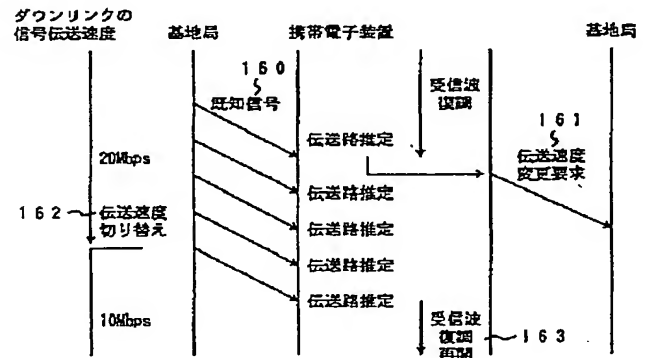 ダウンリンクの
信号伝送速度
基地局
携帯電子装置
基地局
160
既知信号
受信波
復調
161
伝送速度
変更要求
20Mbps
伝送路推定
伝送路推定
162
伝送速度
切り替え
伝送路推定
伝送路推定
伝送路推定
10Mbps
受信波
復調
再開
163